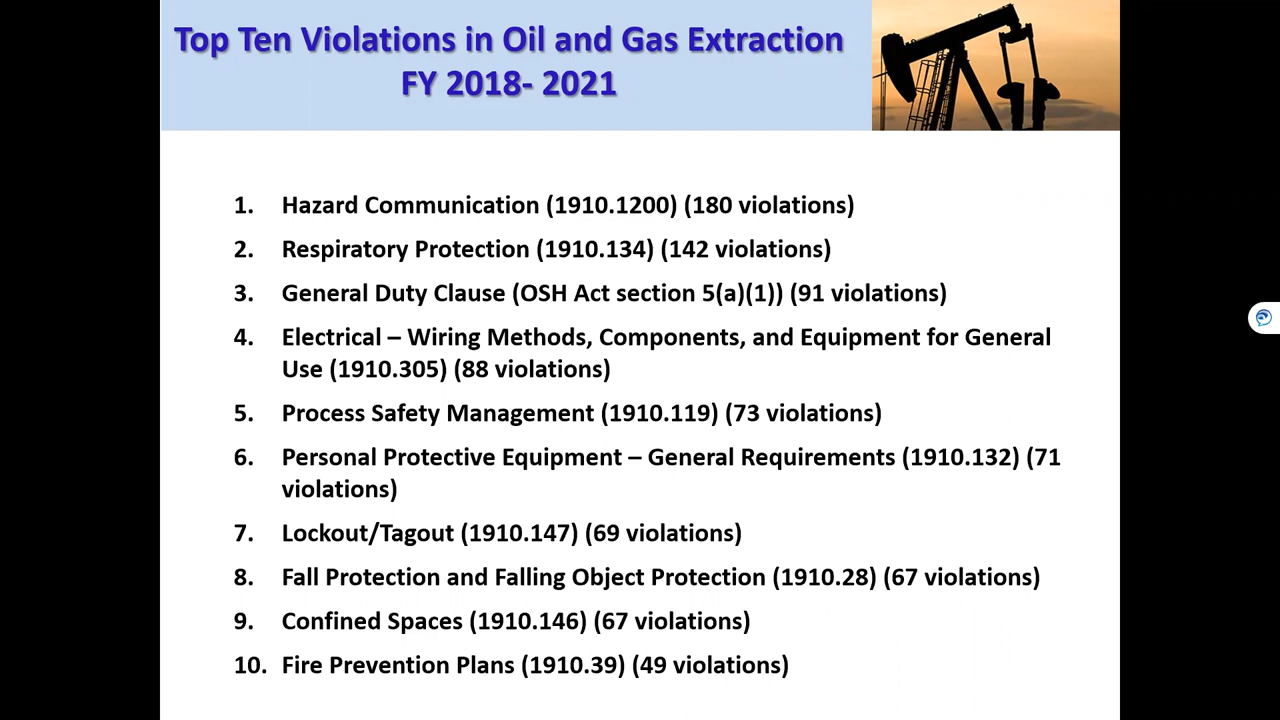 Top Ten Violations in Oil and Gas Extraction
FY 2018- 2021
1. Hazard Communication (1910.1200) (180 violations)
2. Respiratory Protection (1910.134) (142 violations)
3. General Duty Clause (OSH Act section 5(a)(1)) (91 violations)
4. Electrical – Wiring Methods, Components, and Equipment for General
Use (1910.305) (88 violations)
5. Process Safety Management (1910.119) (73 violations)
6. Personal Protective Equipment – General Requirements (1910.132) (71
violations)
7. Lockout/Tagout (1910.147) (69 violations)
8. Fall Protection and Falling Object Protection (1910.28) (67 violations)
9. Confined Spaces (1910.146) (67 violations)
10. Fire Prevention Plans (1910.39) (49 violations)